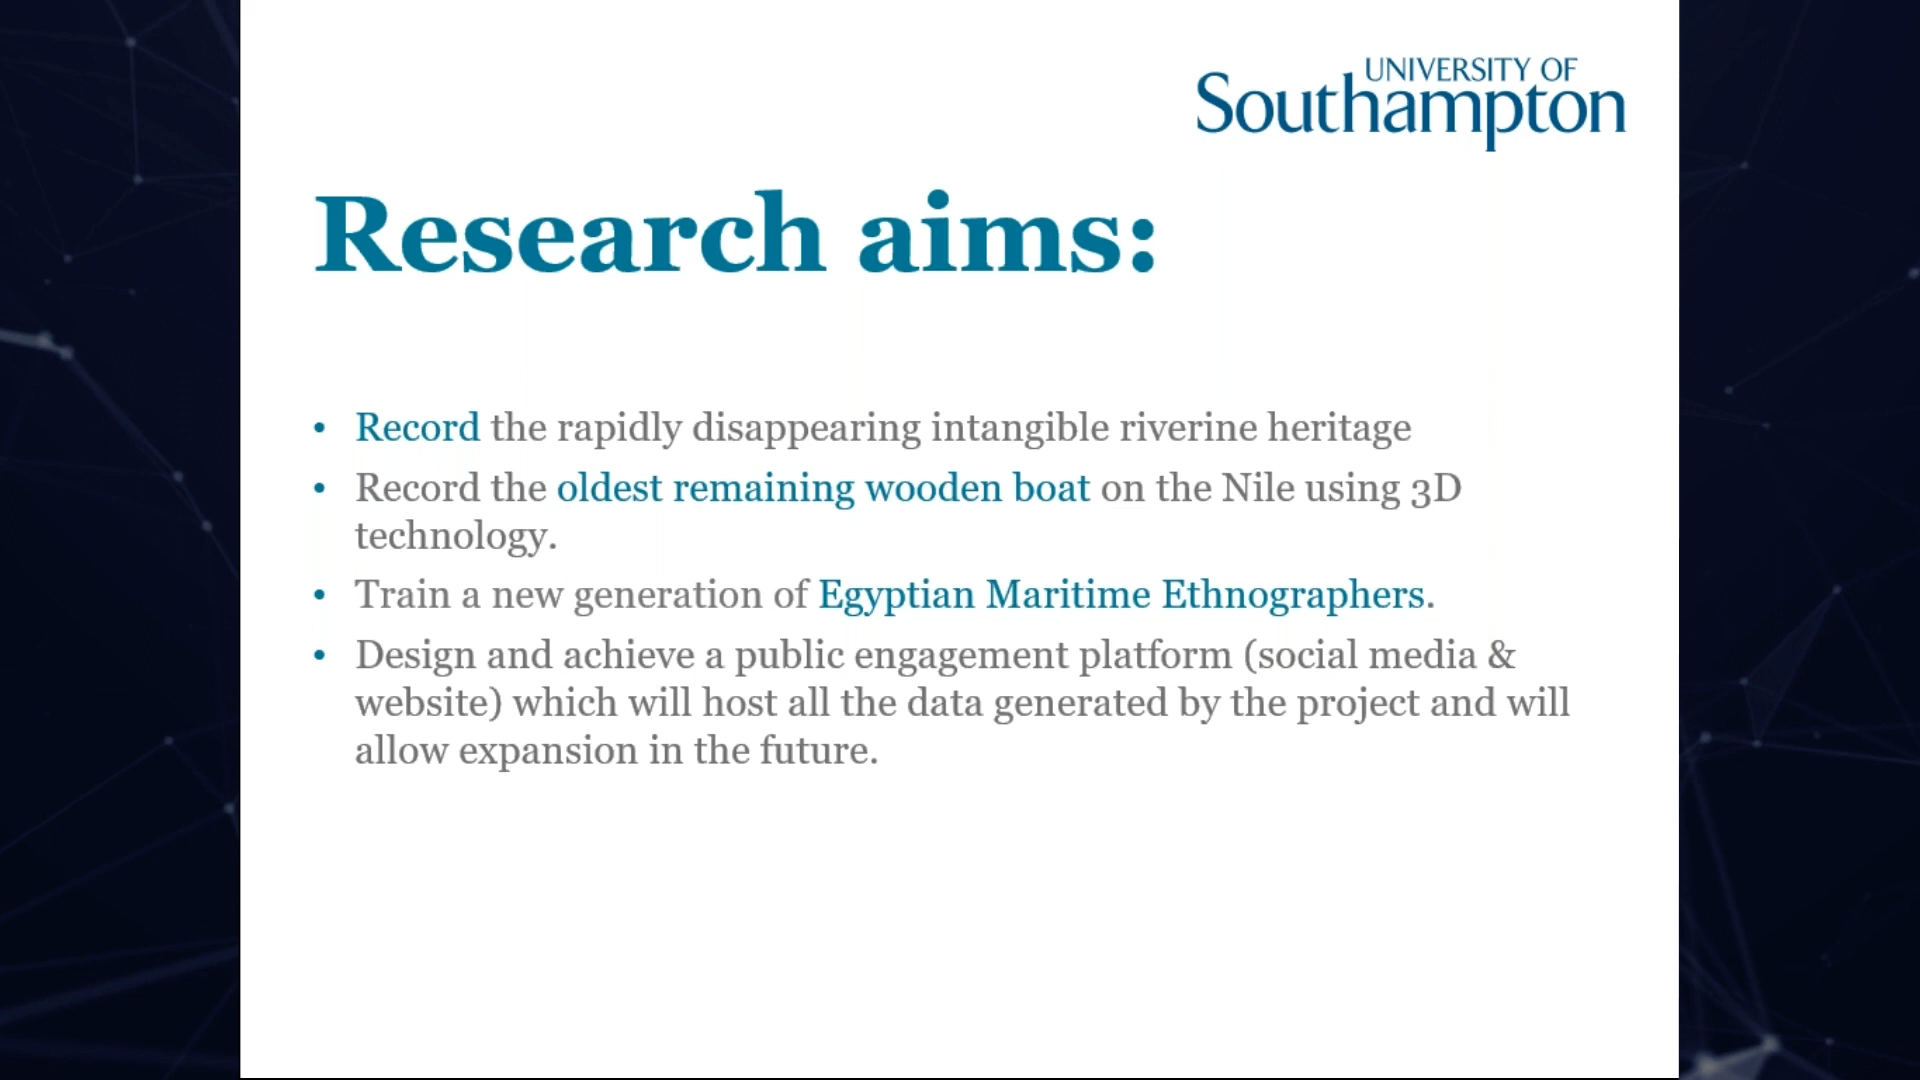 UNIVERSITY OF
Southampton
Research aims:
• Record the rapidly disappearing intangible riverine heritage
• Record the oldest remaining wooden boat on the Nile using 3D
technology.
• Train a new generation of Egyptian Maritime Ethnographers.
• Design and achieve a public engagement platform (social media &
website) which will host all the data generated by the project and will
allow expansion in the future.